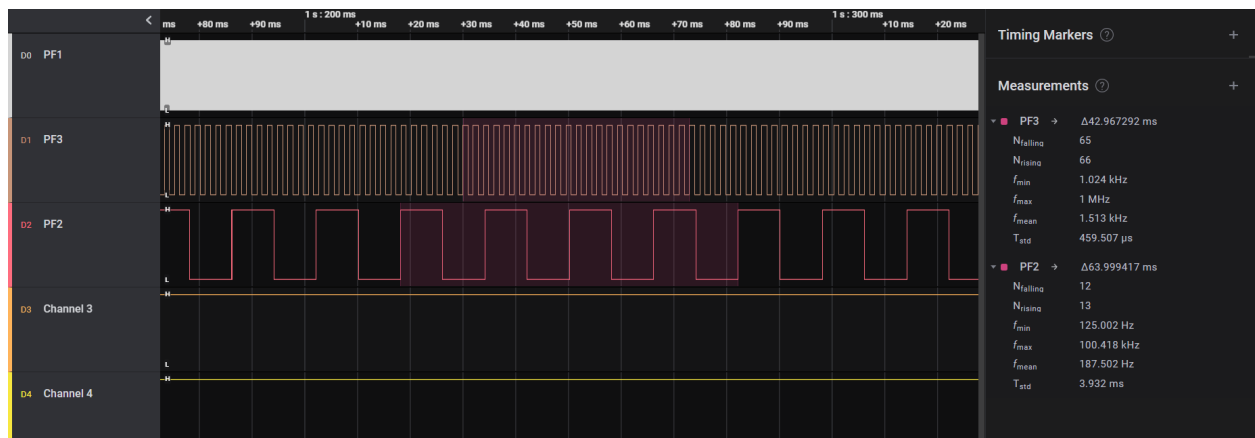 1 s : 200 ms 1 s : 300 ms
ms +80 ms +90 ms +10 ms +20 ms +30 ms +40 ms +50 ms +60 ms +70 ms +80 ms +90 ms +10 ms +20 ms
D0 PF1
H
L
D1 PF3
H
L
D2 PF2
H
L
D3 Channel 3
H
L
D4 Channel 4
H
Timing Markers ? +
Measurements ? +
PF3 → Δ42.967292 ms
Nfalling 65
Nrising 66
fmin 1.024 kHz
fmax 1 MHz
fmean 1.513 kHz
Tstd 459.507 µs
PF2 → Δ63.999417 ms
Nfalling 12
Nrising 13
fmin 125.002 Hz
fmax 100.418 kHz
fmean 187.502 Hz
Tstd 3.932 ms